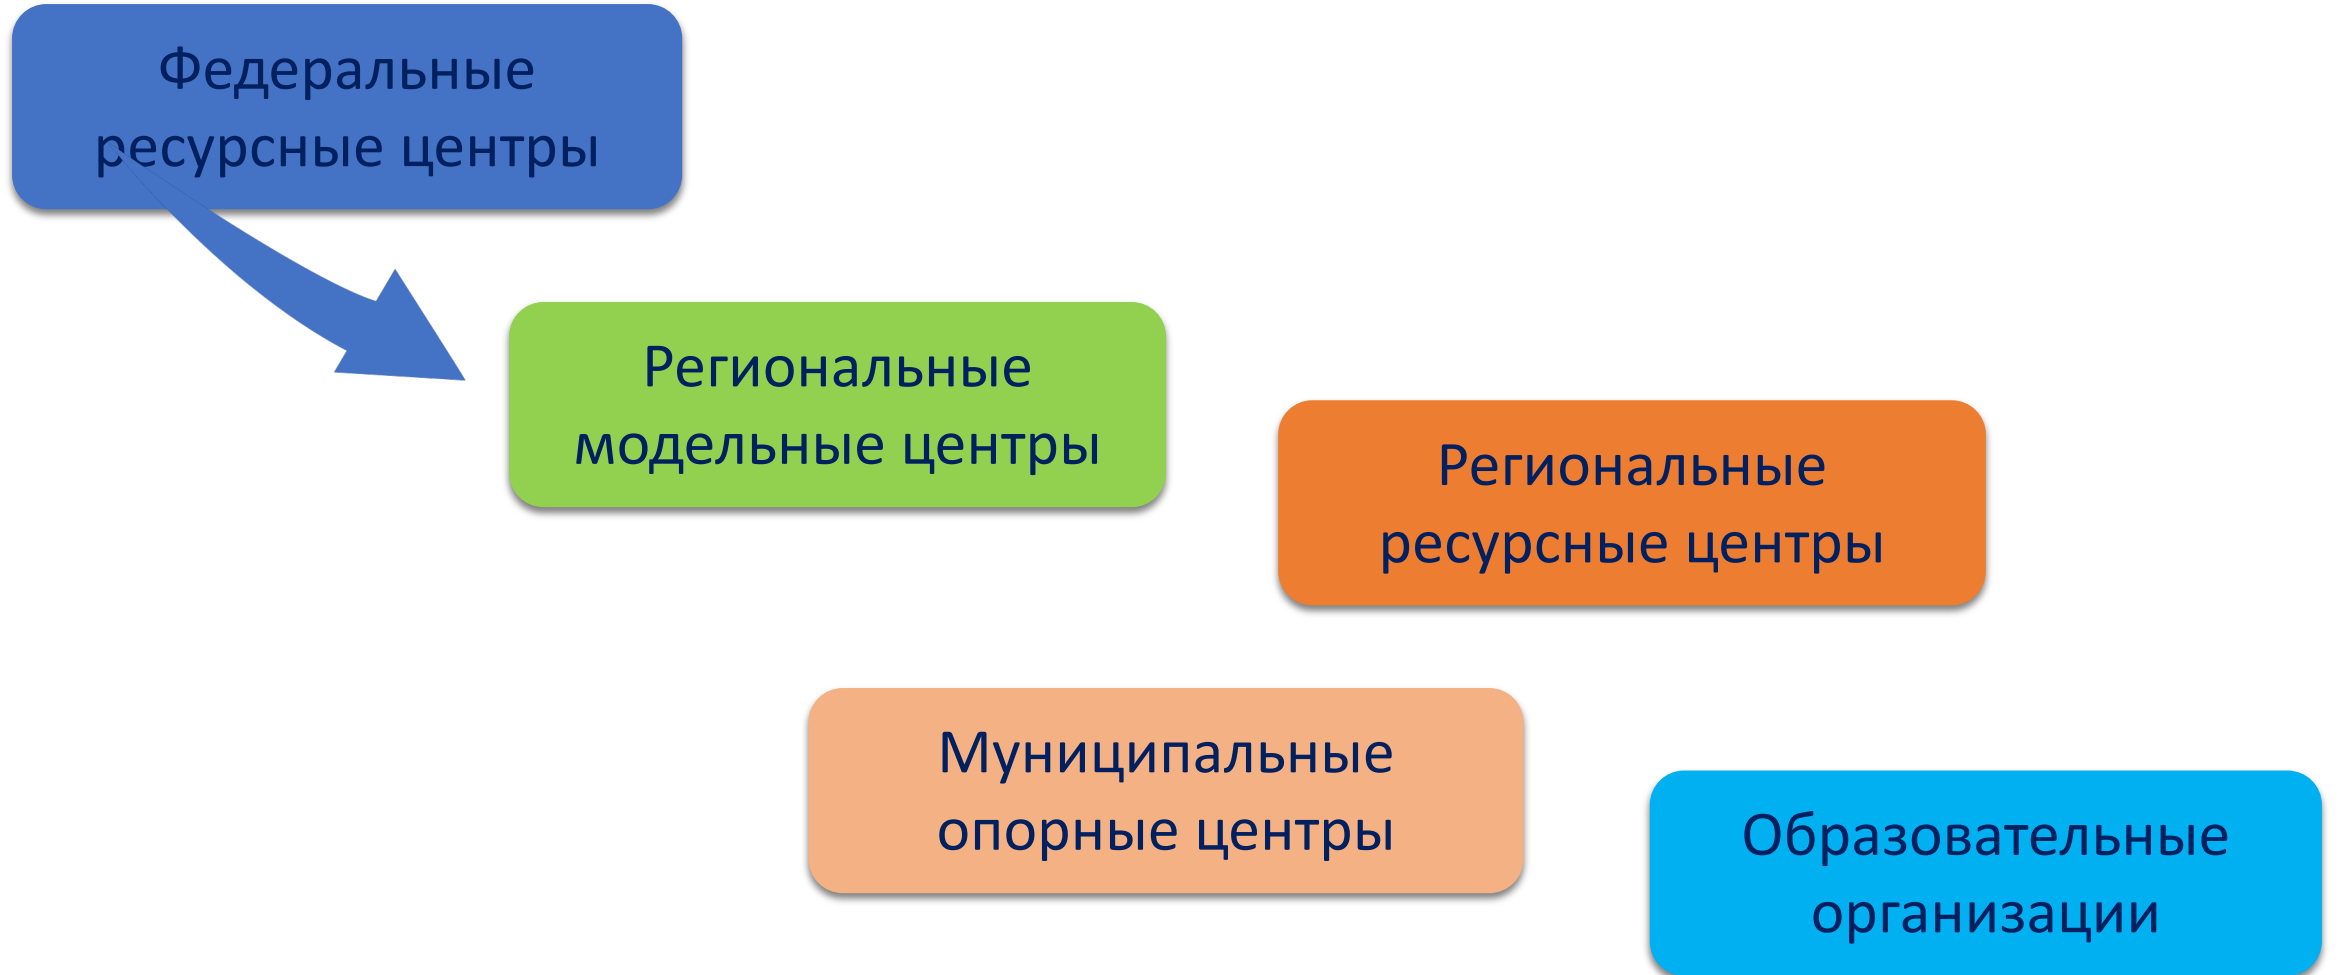 Федеральные
ресурсные центры
Региональные
модельные центры
Региональные
ресурсные центры
Муниципальные
опорные центры
Образовательные
организации